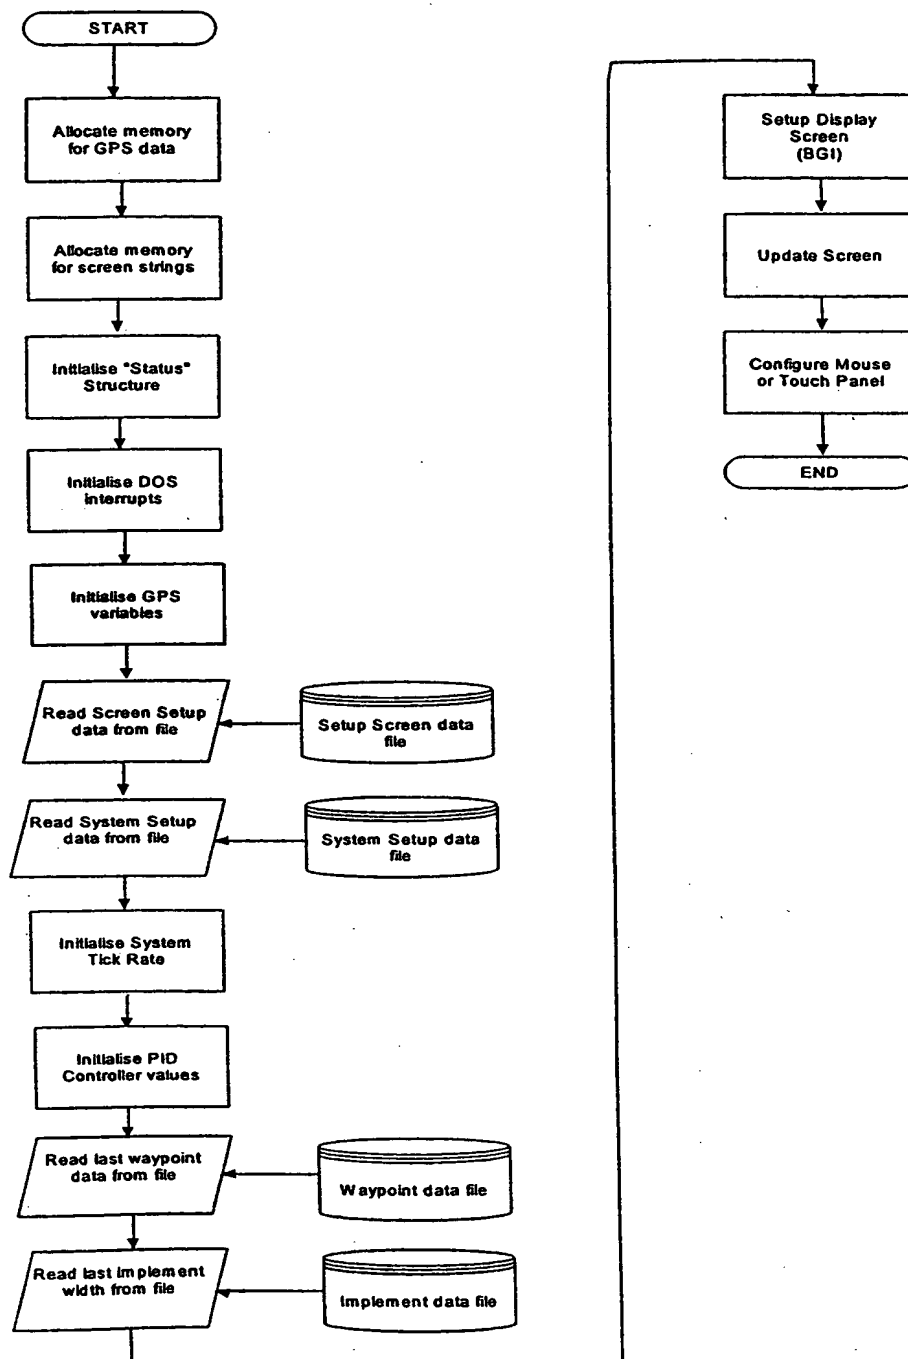 START
Allocate memory
for GPS data
Allocate memory
for screen strings
Initialise "Status"
Structure
Initialise DOS
interrupts
Initialise GPS
variables
Read Screen Setup
data from file
Setup Screen data
file
Read System Setup
data from file
System Setup data
file
Initialise System
Tick Rate
Initialise PID
Controller values
Read last waypoint
data from file
Waypoint data file
Read last implement
width from file
Implement data file
Setup Display
Screen
(BGI)
Update Screen
Configure Mouse
or Touch Panel
END